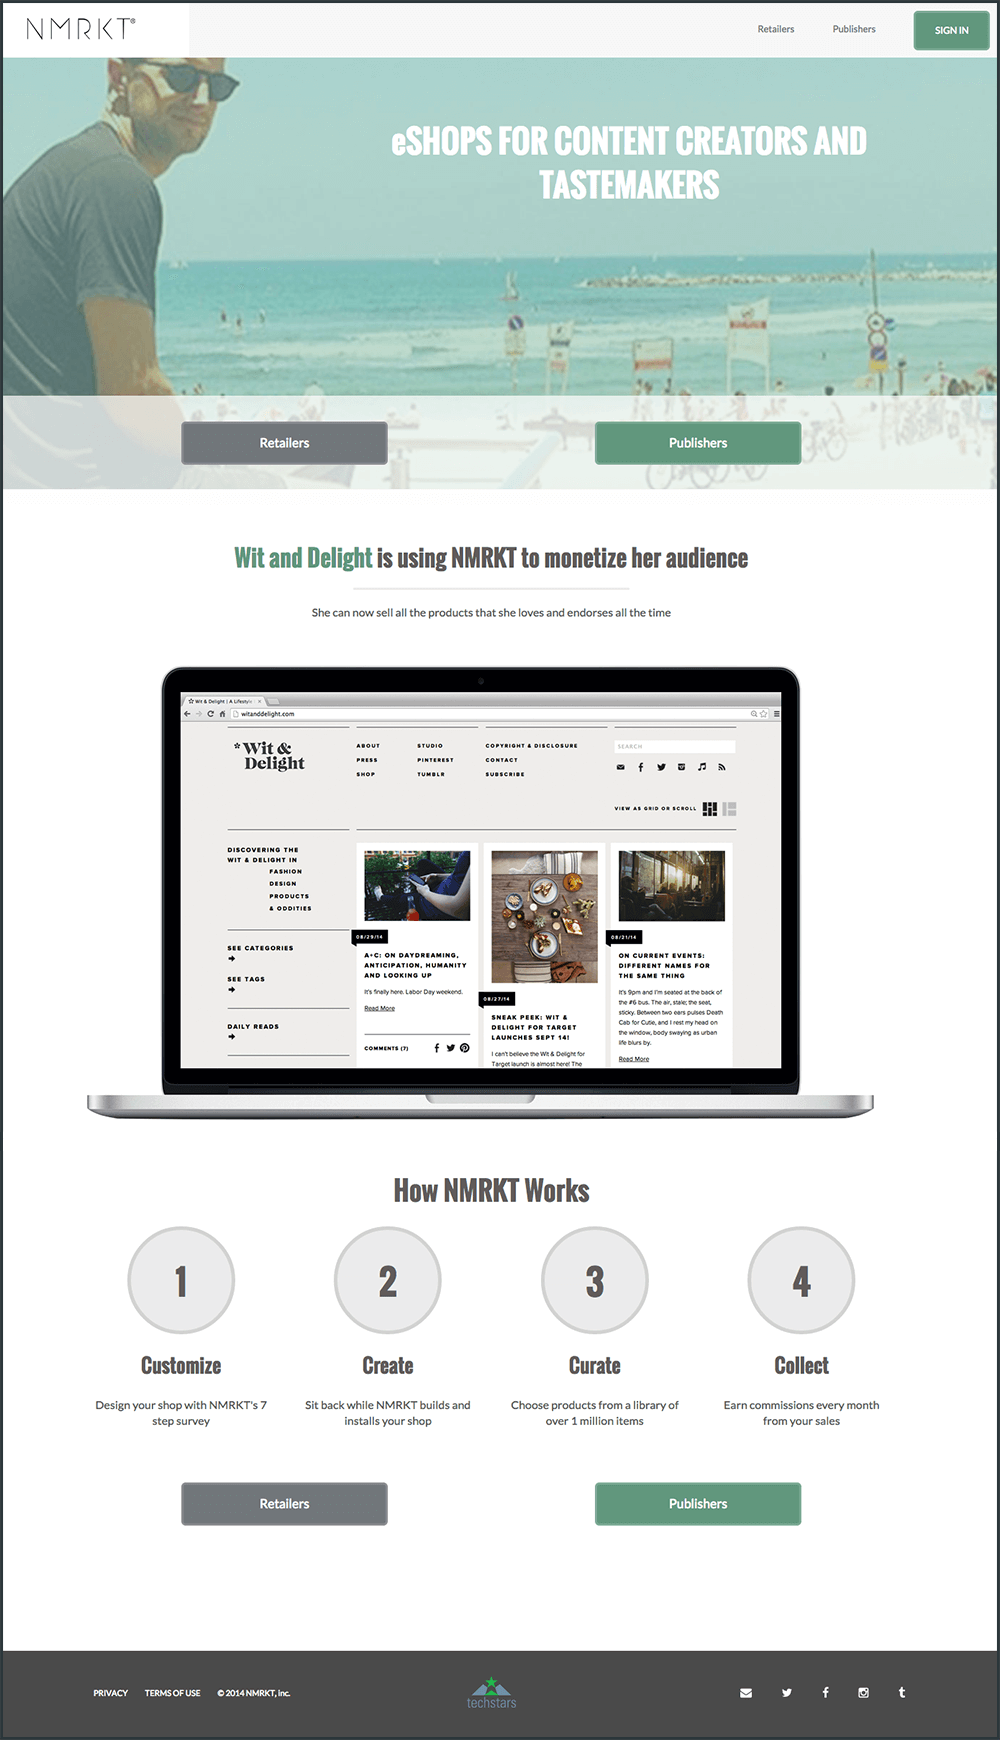 NMRKT®
Retailers
Publishers
SIGN IN
eSHOPS FOR CONTENT CREATORS AND
TASTEMAKERS
Retailers
Publishers
Wit and Delight is using NMRKT to monetize her audience
She can now sell all the products that she loves and endorses all the time
Wit & Delight | A Lifestyle
witanddelight.com
*Wit &
Delight
ABOUT
PRESS
SHOP
STUDIO
PINTEREST
TUMBLR
COPYRIGHT & DISCLOSURE
CONTACT
SUBSCRIBE
SEARCH
VIEW AS GRID OR SCROLL
DISCOVERING THE
WIT & DELIGHT IN
FASHION
DESIGN
PRODUCTS
& ODDITIES
SEE CATEGORIES
SEE TAGS
DAILY READS
08/29/14
A+C: ON DAYDREAMING,
ANTICIPATION, HUMANITY
AND LOOKING UP
It's finally here. Labor Day weekend.
Read More
COMMENTS (7)
08/27/14
SNEAK PEEK: WIT &
DELIGHT FOR TARGET
LAUNCHES SEPT 14!
I can't believe the Wit & Delight for
Target launch is almost here! The
08/21/14
ON CURRENT EVENTS:
DIFFERENT NAMES FOR
THE SAME THING
It's 9pm and I'm seated at the back of
the #6 bus. The air, stale; the seat,
sticky. Between two ears pulses Death
Cab for Cutie, and I rest my head on
the window, body swaying as urban
life blurs by.
Read More
How NMRKT Works
1
Customize
Design your shop with NMRKT's 7
step survey
2
Create
Sit back while NMRKT builds and
installs your shop
3
Curate
Choose products from a library of
over 1 million items
4
Collect
Earn commissions every month
from your sales
Retailers
Publishers
PRIVACY
TERMS OF USE
© 2014 NMRKT, inc.
techstars